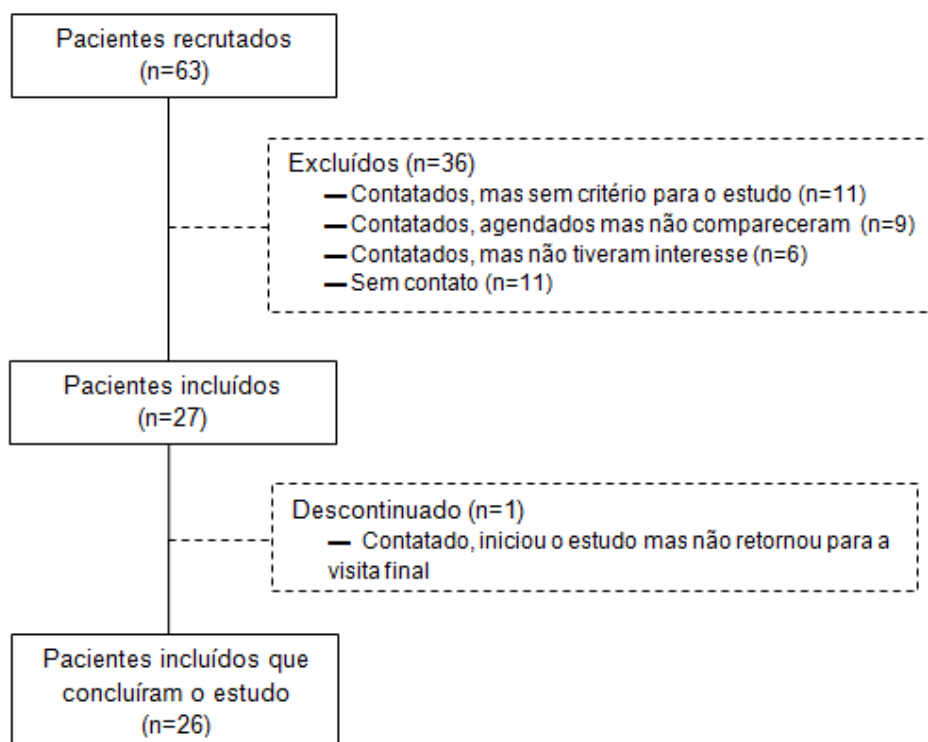 Pacientes recrutados
(n=63)
Excluídos (n=36)
— Contatados, mas sem critério para o estudo (n=11)
— Contatados, agendados mas não compareceram (n=9)
— Contatados, mas não tiveram interesse (n=6)
— Sem contato (n=11)
Pacientes incluídos
(n=27)
Descontinuado (n=1)
— Contatado, iniciou o estudo mas não retornou para a
visita final
Pacientes incluídos que
concluíram o estudo
(n=26)